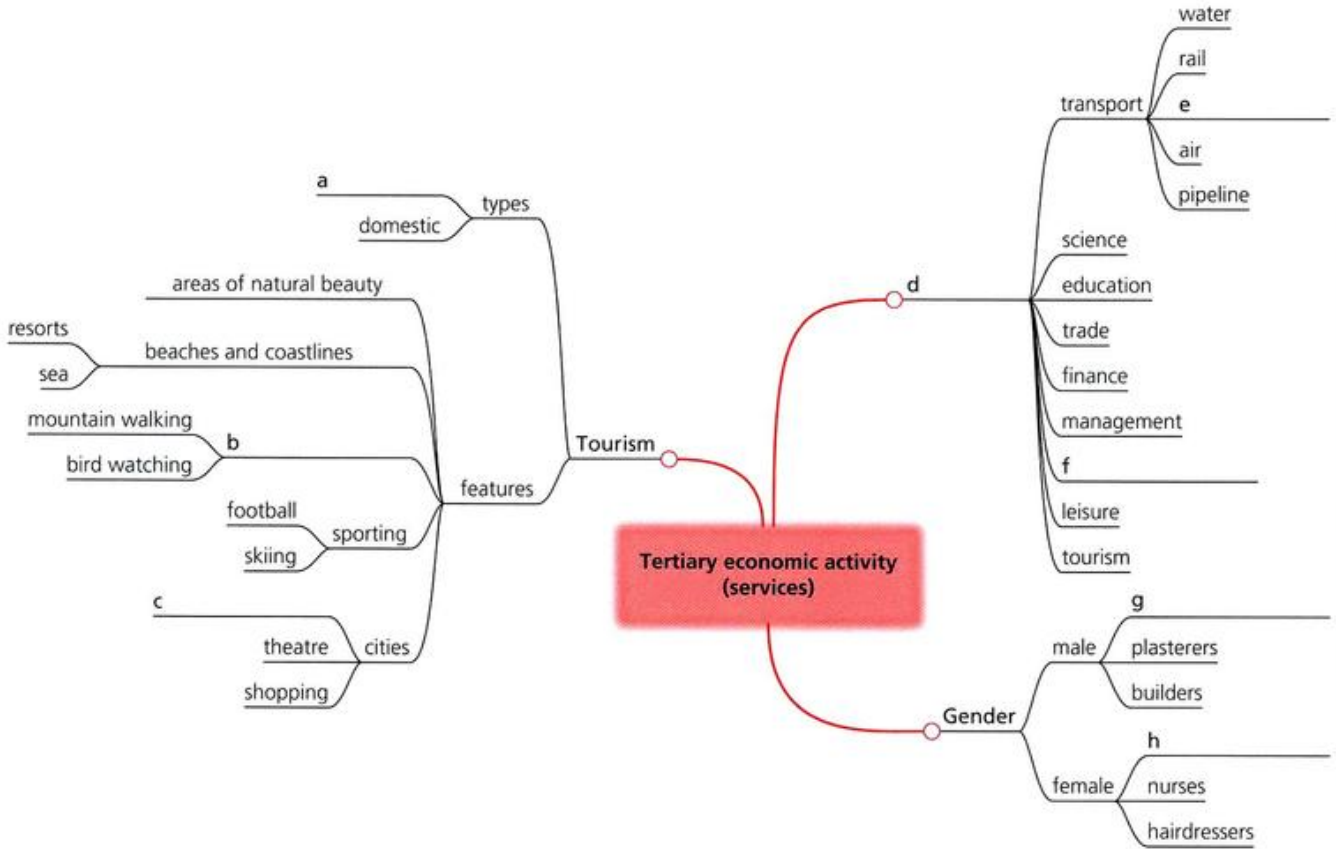 Tertiary economic activity
(services)
Tourism
types
a
domestic
features
areas of natural beauty
beaches and coastlines
resorts
sea
b
mountain walking
bird watching
sporting
football
skiing
cities
c
theatre
shopping
d
transport
water
rail
e
air
pipeline
science
education
trade
finance
management
f
leisure
tourism
Gender
male
g
plasterers
builders
female
h
nurses
hairdressers